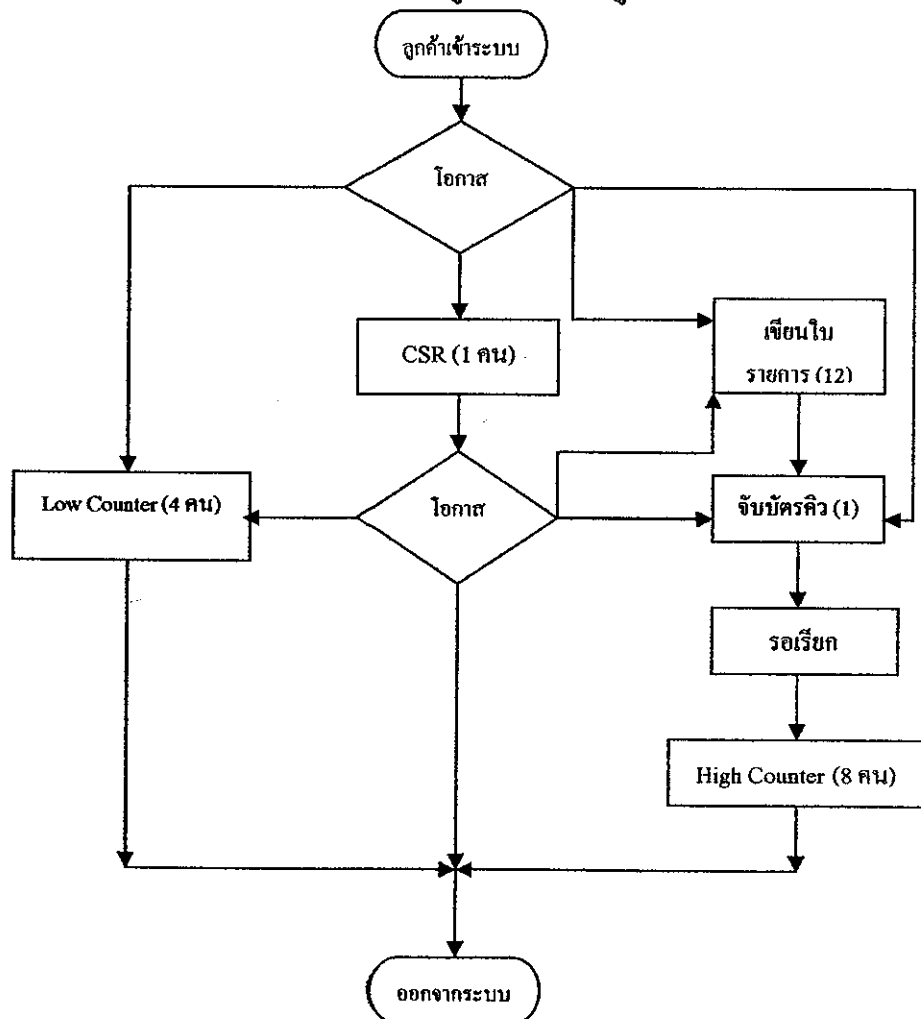 ลูกค้าเข้าระบบ
โอกาส
CSR (1 คน)
เขียนใบ
รายการ (12)
Low Counter (4 คน)
โอกาส
จับบัตรคิว (1)
รอเรียก
High Counter (8 คน)
ออกจากระบบ